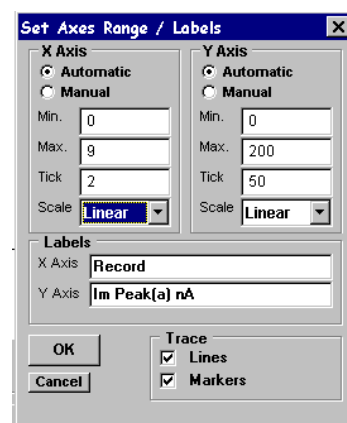 Set Axes Range / Labels
X Axis
Automatic
Manual
Min. 0
Max. 9
Tick 2
Scale Linear
Y Axis
Automatic
Manual
Min. 0
Max. 200
Tick 50
Scale Linear
Labels
X Axis Record
Y Axis Im Peak(a) nA
OK
Cancel
Trace
Lines
Markers